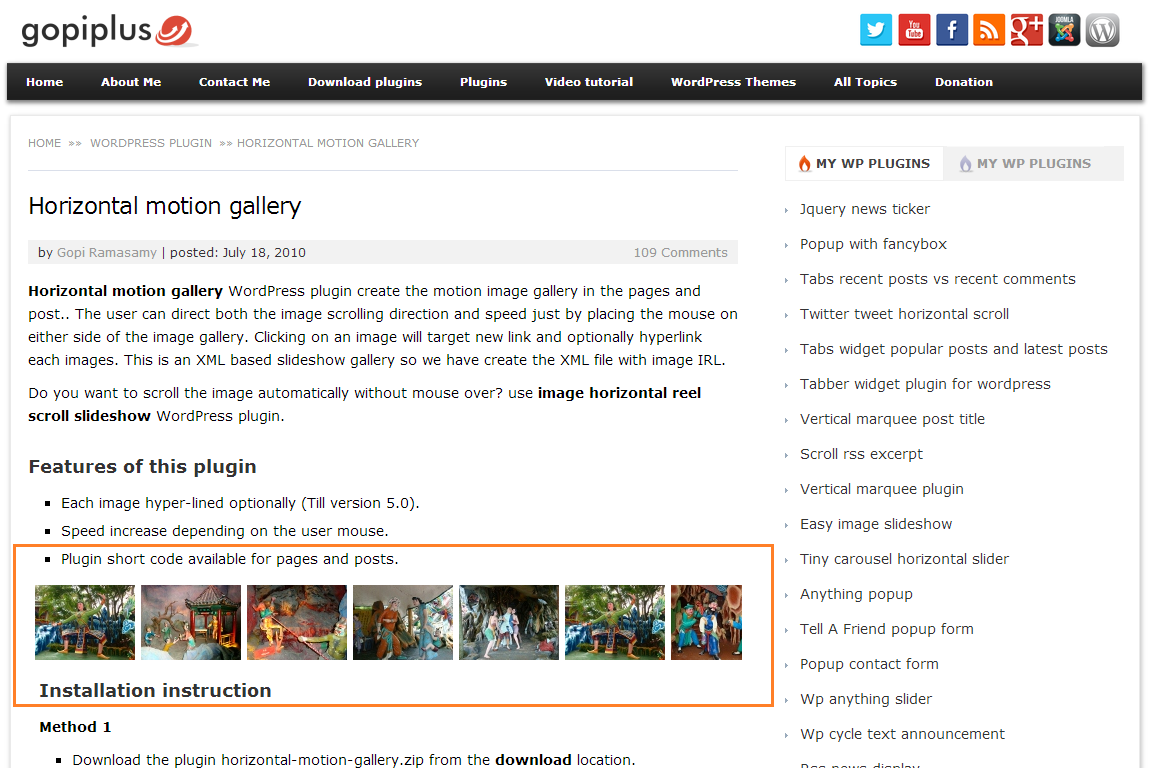 gopiplus
You
Tube
JOOMLA
Home About Me Contact Me Download plugins Plugins Video tutorial WordPress Themes All Topics Donation
HOME »» WORDPRESS PLUGIN »» HORIZONTAL MOTION GALLERY
Horizontal motion gallery
by Gopi Ramasamy | posted: July 18, 2010 109 Comments
Horizontal motion gallery WordPress plugin create the motion image gallery in the pages and
post.. The user can direct both the image scrolling direction and speed just by placing the mouse on
either side of the image gallery. Clicking on an image will target new link and optionally hyperlink
each images. This is an XML based slideshow gallery so we have create the XML file with image IRL.
Do you want to scroll the image automatically without mouse over? use image horizontal reel
scroll slideshow WordPress plugin.
Features of this plugin
Each image hyper-lined optionally (Till version 5.0).
Speed increase depending on the user mouse.
Plugin short code available for pages and posts.
Installation instruction
Method 1
Download the plugin horizontal-motion-gallery.zip from the download location.
MY WP PLUGINS MY WP PLUGINS
Jquery news ticker
Popup with fancybox
Tabs recent posts vs recent comments
Twitter tweet horizontal scroll
Tabs widget popular posts and latest posts
Tabber widget plugin for wordpress
Vertical marquee post title
Scroll rss excerpt
Vertical marquee plugin
Easy image slideshow
Tiny carousel horizontal slider
Anything popup
Tell A Friend popup form
Popup contact form
Wp anything slider
Wp cycle text announcement
Rss news display